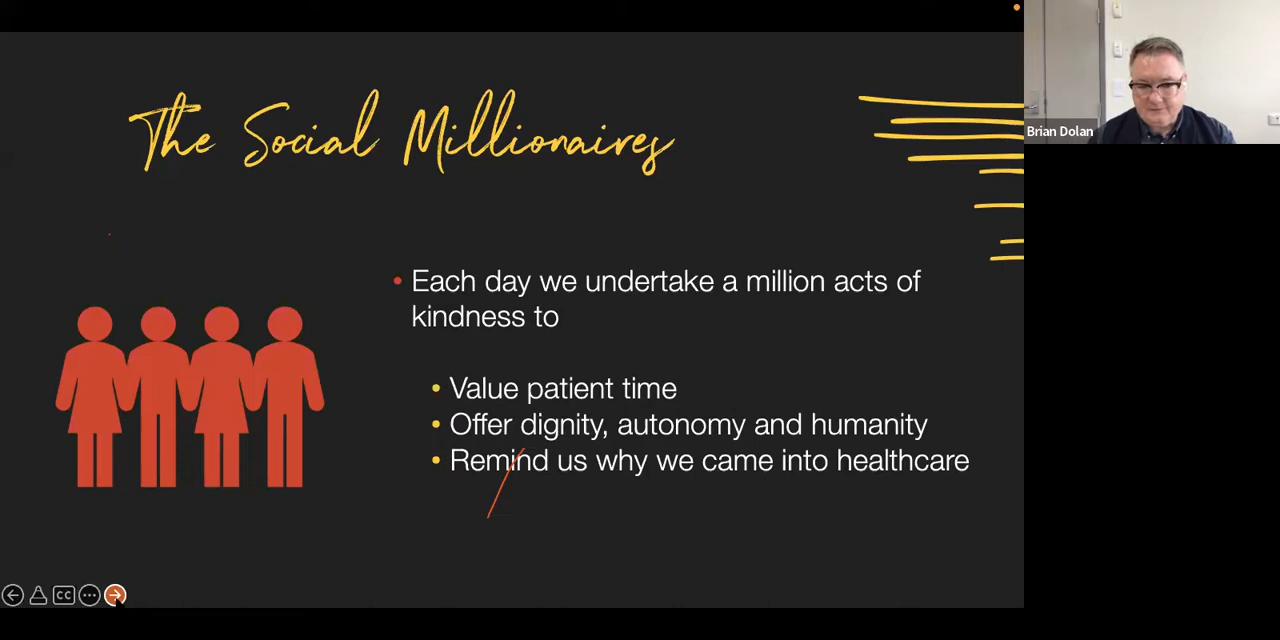 The Social Millionaires
Brian Dolan
• Each day we undertake a million acts of
kindness to
• Value patient time
• Offer dignity, autonomy and humanity
• Remind us why we came into healthcare
CC